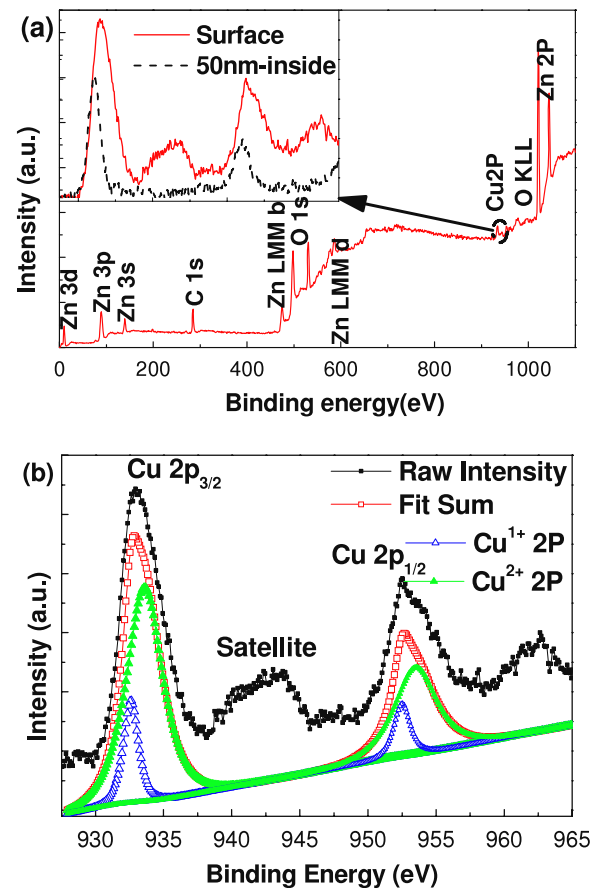 (a)
Surface
50nm-inside
Intensity (a.u.)
Zn 3d
Zn 3p
Zn 3s
C 1s
Zn LMM b
O 1s
Zn LMM d
Cu2P
O KLL
Zn 2P
0 200 400 600 800 1000
Binding energy(eV)
(b)
Cu 2p3/2
Raw Intensity
Fit Sum
Cu1+ 2P
Cu2+ 2P
Cu 2p1/2
Satellite
Intensity (a.u.)
930 935 940 945 950 955 960 965
Binding Energy (eV)